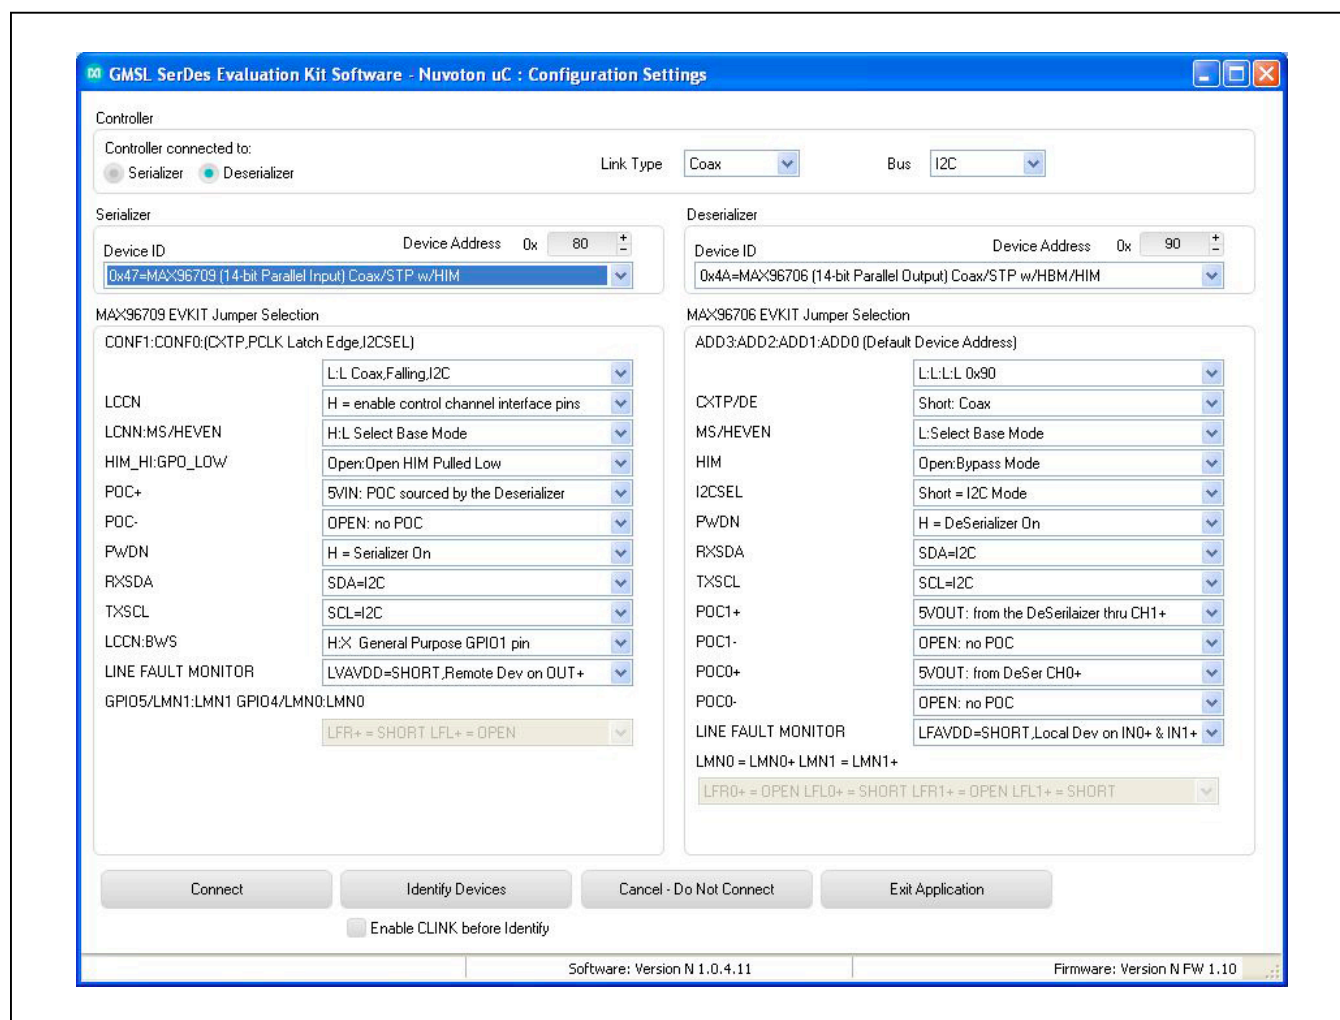 GMSL SerDes Evaluation Kit Software - Nuvoton uC : Configuration Settings
Controller
Controller connected to:
Serializer Deserializer
Link Type Coax Bus I2C
Serializer
Device ID
Device Address 0x 80 + -
0x47=MAX96709 (14-bit Parallel Input) Coax/STP w/HIM
MAX96709 EVKIT Jumper Selection
CONF1:CONF0:(CXTP,PCLK Latch Edge,I2CSEL)
L:L Coax,Falling,I2C
LCCN H = enable control channel interface pins
LCNN:MS/HEVEN H:L Select Base Mode
HIM_HI:GPO_LOW Open:Open HIM Pulled Low
POC+ 5VIN: POC sourced by the Deserializer
POC- OPEN: no POC
PWDN H = Serializer On
RXSDA SDA=I2C
TXSCL SCL=I2C
LCCN:BWS H:X General Purpose GPIO1 pin
LINE FAULT MONITOR LVAVDD=SHORT,Remote Dev on OUT+
GPIO5/LMN1:LMN1 GPIO4/LMN0:LMN0
LFR+ = SHORT LFL+ = OPEN
Deserializer
Device ID
Device Address 0x 90 + -
0x4A=MAX96706 (14-bit Parallel Output) Coax/STP w/HBM/HIM
MAX96706 EVKIT Jumper Selection
ADD3:ADD2:ADD1:ADD0 (Default Device Address)
L:L:L:L 0x90
CXTP/DE Short: Coax
MS/HEVEN L:Select Base Mode
HIM Open:Bypass Mode
I2CSEL Short = I2C Mode
PWDN H = DeSerializer On
RXSDA SDA=I2C
TXSCL SCL=I2C
POC1+ 5VOUT: from the DeSerilaizer thru CH1+
POC1- OPEN: no POC
POC0+ 5VOUT: from DeSer CH0+
POC0- OPEN: no POC
LINE FAULT MONITOR LFAVDD=SHORT,Local Dev on IN0+ & IN1+
LMN0 = LMN0+ LMN1 = LMN1+
LFR0+ = OPEN LFL0+ = SHORT LFR1+ = OPEN LFL1+ = SHORT
Connect Identify Devices Cancel - Do Not Connect Exit Application
Enable CLINK before Identify
Software: Version N 1.0.4.11 Firmware: Version N FW 1.10